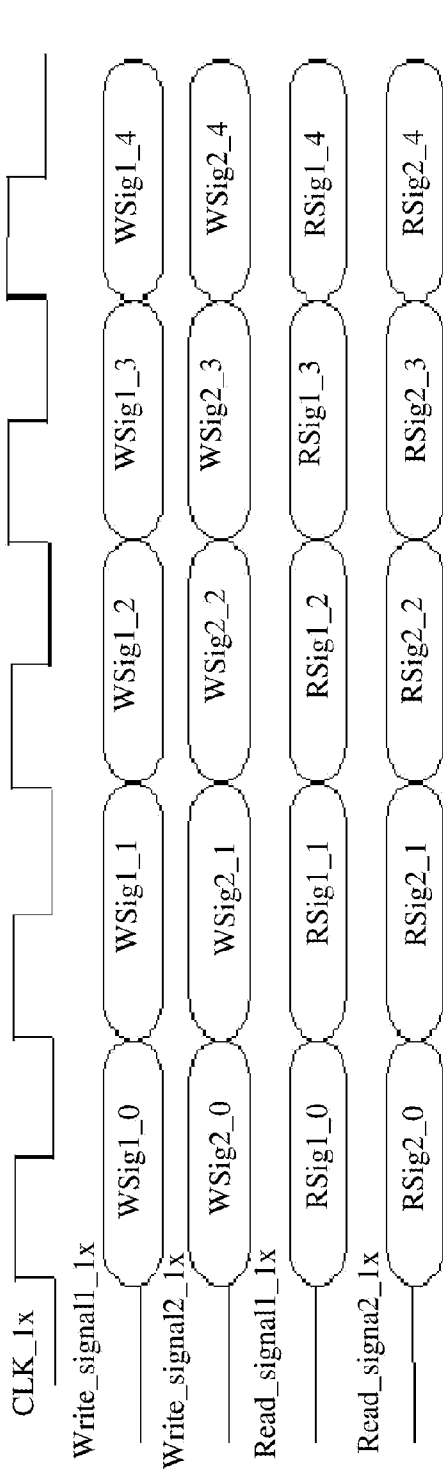 CLK_1x
Write_signal1_1x
WSig1_0 WSig1_1 WSig1_2 WSig1_3 WSig1_4
Write_signal2_1x
WSig2_0 WSig2_1 WSig2_2 WSig2_3 WSig2_4
Read_signal1_1x
RSig1_0 RSig1_1 RSig1_2 RSig1_3 RSig1_4
Read_signa2_1x
RSig2_0 RSig2_1 RSig2_2 RSig2_3 RSig2_4